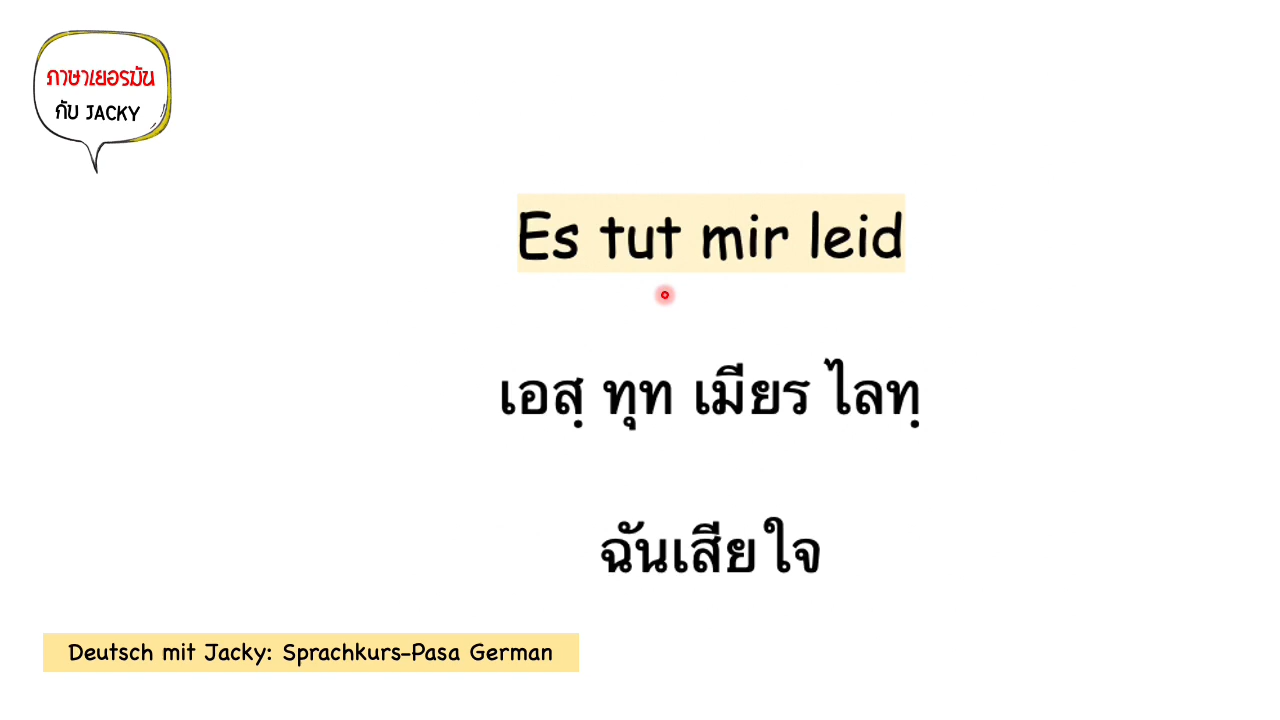 ภาษาเยอรมัน
กับ JACKY
Es tut mir leid
เอสฺ ทุท เมียร ไลทฺ
ฉันเสียใจ
Deutsch mit Jacky: Sprachkurs-Pasa German